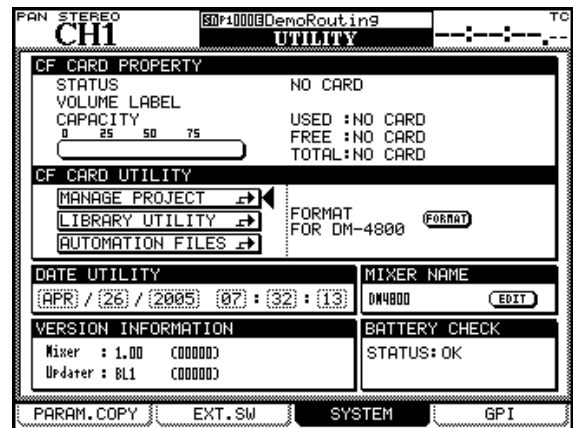 PAN STEREO
CH1
SD P1 0003 DemoRouting
UTILITY
TC
--:--:--.--
CF CARD PROPERTY
STATUS NO CARD
VOLUME LABEL
CAPACITY USED :NO CARD
0 25 50 75 FREE :NO CARD
TOTAL:NO CARD
CF CARD UTILITY
MANAGE PROJECT
LIBRARY UTILITY
AUTOMATION FILES
FORMAT
FOR DM-4800
FORMAT
DATE UTILITY
APR / 26 / 2005 07 : 32 : 13
MIXER NAME
DM4800 EDIT
VERSION INFORMATION
Mixer : 1.00 (00000)
Updater : BL1 (00000)
BATTERY CHECK
STATUS: OK
PARAM.COPY EXT.SW SYSTEM GPI